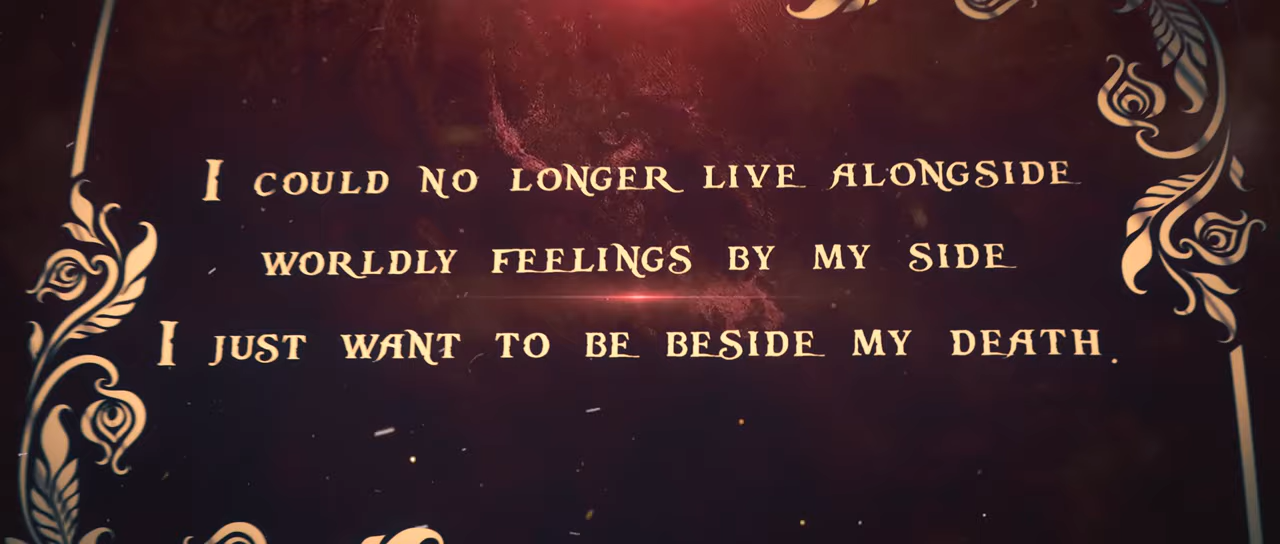 I COULD NO LONGER LIVE ALONGSIDE
WORLDLY FEELINGS BY MY SIDE
I JUST WANT TO BE BESIDE MY DEATH.